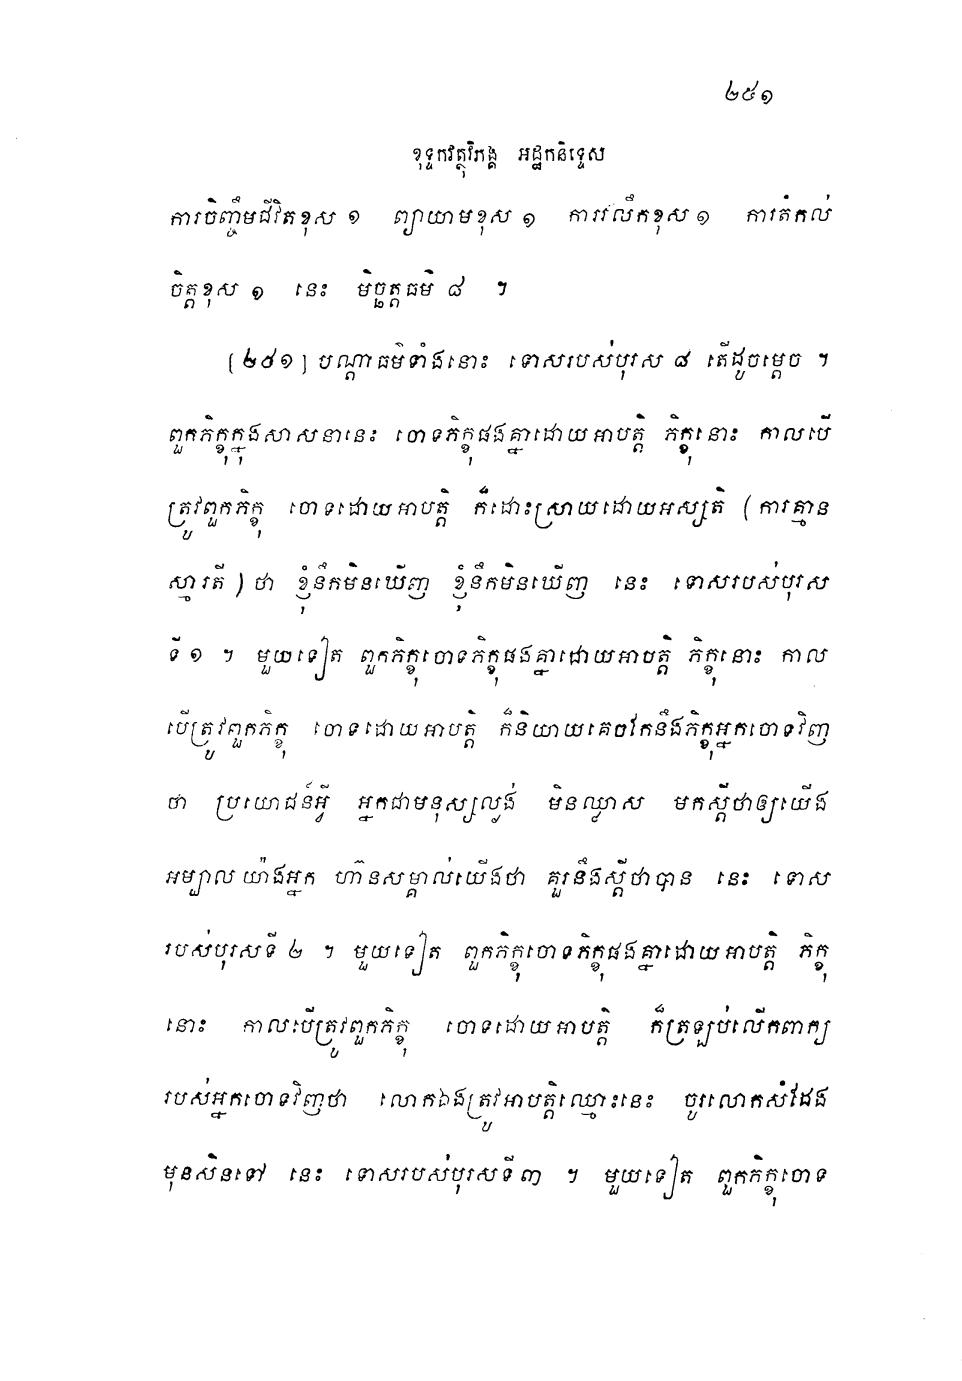 ២៥១
ខុទ្ទកវត្ថុវិភង្គ អដ្ឋកនិទ្ទេស
ការចិញ្ចឹមជីវិតខុស ១ ព្យាយាមខុស ១ ការរលឹកខុស ១ ការតំកល់
ចិត្តខុស ១ នេះ មិច្ឆត្តធម៌ ៨ ។
(២៥១) បណ្តាធម៌ទាំងនោះ ទោសរបស់បុរស ៨ តើដូចម្តេច ។
ពួកភិក្ខុក្នុងសាសនានេះ ចោទភិក្ខុផងគ្នាដោយអាបត្តិ ភិក្ខុនោះ កាលបើ
ត្រូវពួកភិក្ខុ ចោទដោយអាបត្តិ ក៏ដោះស្រាយដោយអស្សតិ (ការគ្មាន
ស្មារតី) ថា ខ្ញុំនឹកមិនឃើញ ខ្ញុំនឹកមិនឃើញ នេះ ទោសរបស់បុរស
ទី១ ។ មួយទៀត ពួកភិក្ខុចោទភិក្ខុផងគ្នាដោយអាបត្តិ ភិក្ខុនោះ កាល
បើត្រូវពួកភិក្ខុ ចោទដោយអាបត្តិ ក៏និយាយគេចកែនឹងភិក្ខុអ្នកចោទវិញ
ថា ប្រយោជន៍អ្វី អ្នកជាមនុស្សល្ងង់ មិនឈ្លាស មកស្តីថាឲ្យយើង
អម្បាល យ៉ាងអ្នក ហ៊ានសម្គាល់យើងថា គួរនឹងស្តីថាបាន នេះ ទោស
របស់បុរសទី ២ ។ មួយទៀត ពួកភិក្ខុចោទភិក្ខុផងគ្នាដោយអាបត្តិ ភិក្ខុ
នោះ កាលបើត្រូវពួកភិក្ខុ ចោទដោយអាបត្តិ ក៏ត្រឡប់លើកពាក្យ
របស់អ្នកចោទវិញថា លោកឯងត្រូវអាបត្តិឈ្មោះនេះ ចូរលោកសំដែង
មុនសិនទៅ នេះ ទោសរបស់បុរសទី៣ ។ មួយទៀត ពួកភិក្ខុចោទ